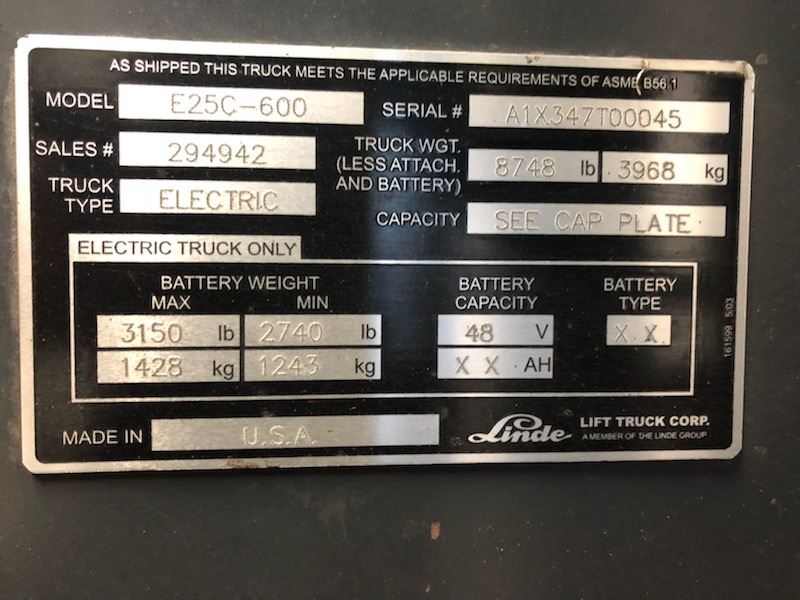 AS SHIPPED THIS TRUCK MEETS THE APPLICABLE REQUIREMENTS OF ASME B56.1
MODEL E25C-600 SERIAL # A1X347T00045
SALES # 294942
TRUCK WGT.
(LESS ATTACH.
AND BATTERY) 8748 lb 3968 kg
TRUCK
TYPE ELECTRIC
CAPACITY SEE CAP PLATE
ELECTRIC TRUCK ONLY
BATTERY WEIGHT
MAX MIN
BATTERY
CAPACITY
BATTERY
TYPE
3150 lb 2740 lb 48 V X X
1428 kg 1243 kg X X AH
161599 5/03
MADE IN U.S.A.
Linde LIFT TRUCK CORP.
A MEMBER OF THE LINDE GROUP